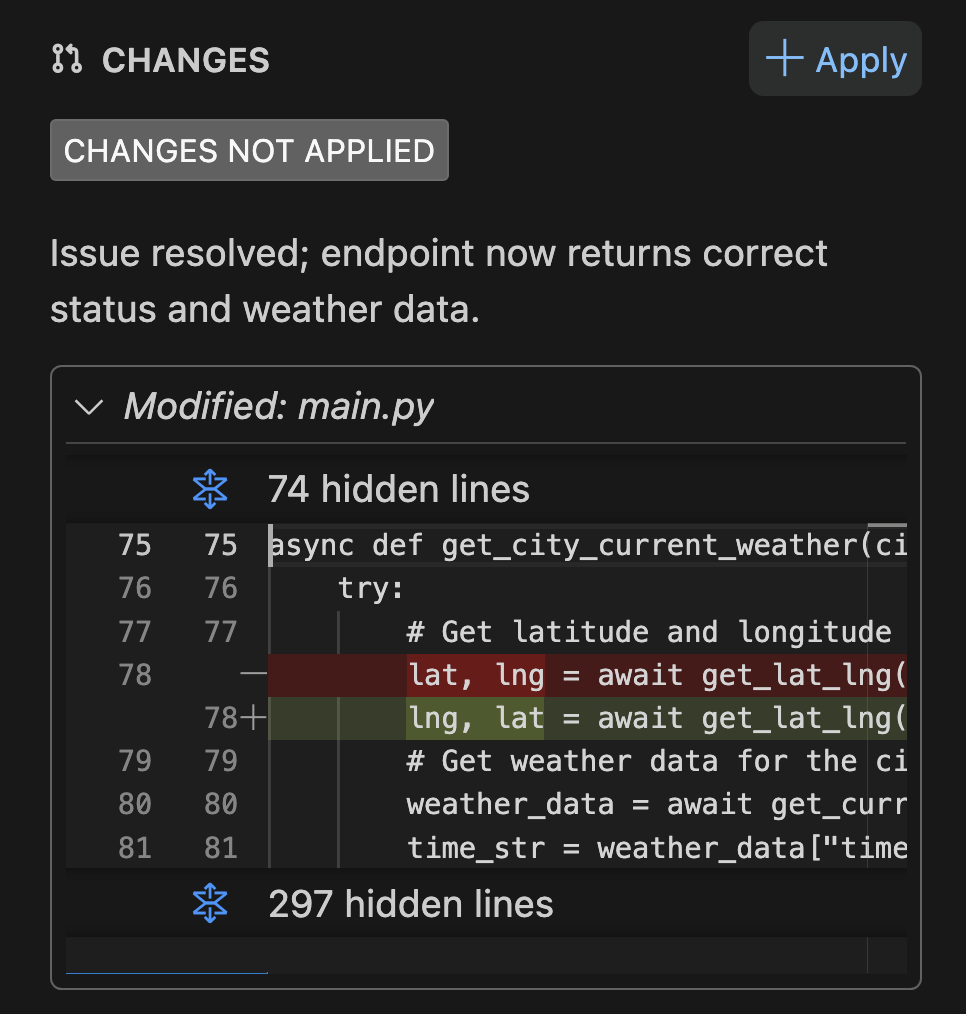 CHANGES
Apply
CHANGES NOT APPLIED
Issue resolved; endpoint now returns correct
status and weather data.
Modified: main.py
74 hidden lines
75 75 async def get_city_current_weather(ci
76 76 try:
77 77 # Get latitude and longitude
78 — lat, lng = await get_lat_lng(
78 + lng, lat = await get_lat_lng(
79 79 # Get weather data for the ci
80 80 weather_data = await get_curr
81 81 time_str = weather_data["time
297 hidden lines